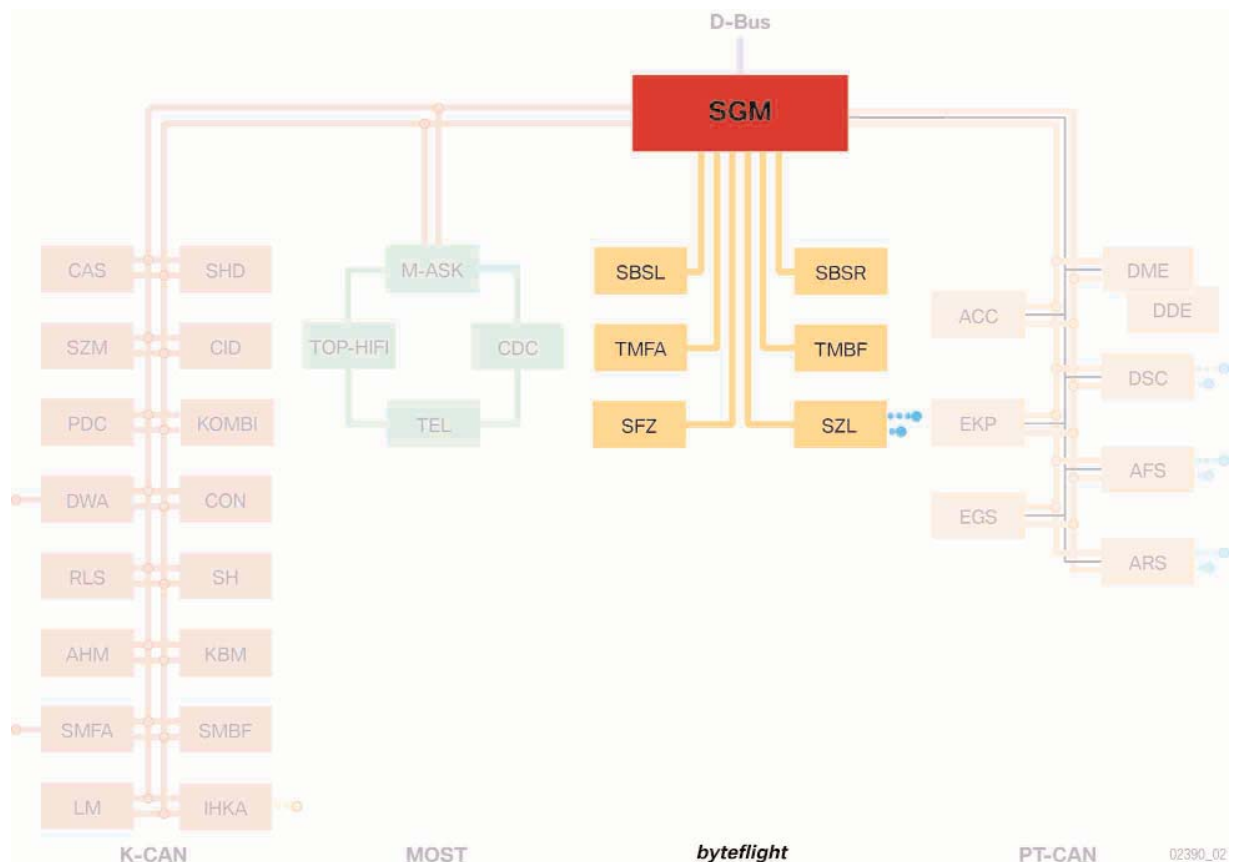 D-Bus
SGM
CAS SHD M-ASK SBSL SBSR DME
ACC DDE
SZM CID TOP-HIFI CDC TMFA TMBF
DSC
PDC KOMBI TEL SFZ SZL EKP
AFS
DWA CON
EGS
RLS SH ARS
AHM KBM
SMFA SMBF
LM IHKA
K-CAN MOST byteflight PT-CAN 02390_02